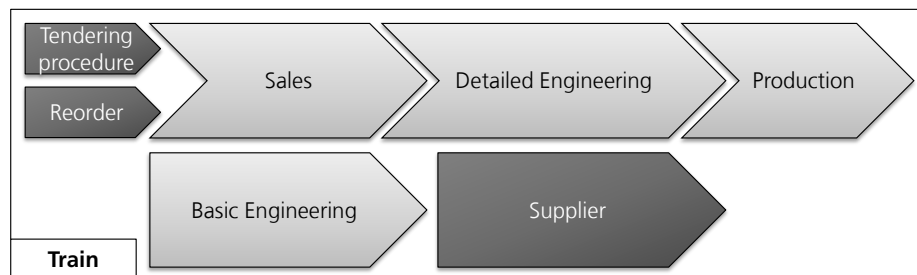 Tendering
procedure
Reorder
Sales
Detailed Engineering
Production
Basic Engineering
Supplier
Train